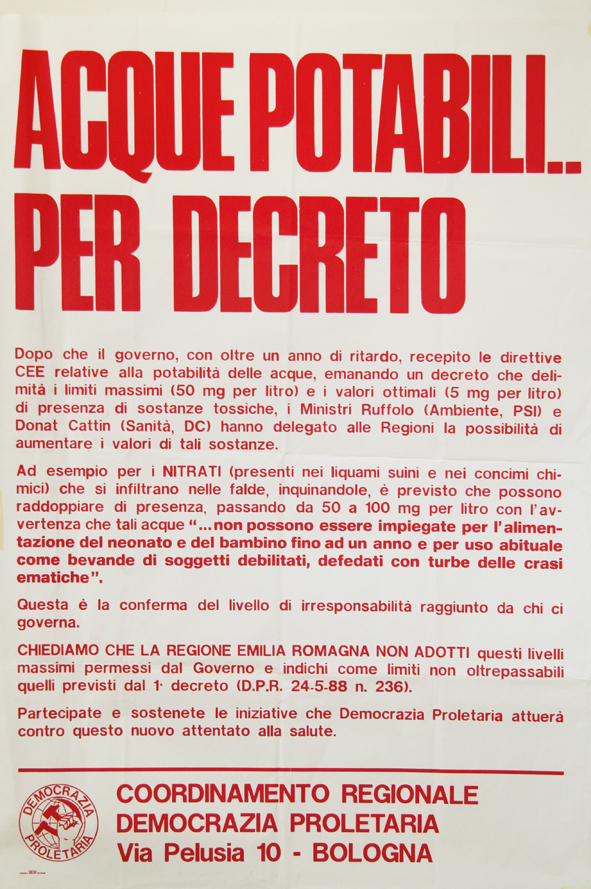 ACQUE POTABILI..
PER DECRETO
Dopo che il governo, con oltre un anno di ritardo, recepito le direttive
CEE relative alla potabilità delle acque, emanando un decreto che deli-
mità i limiti massimi (50 mg per litro) e i valori ottimali (5 mg per litro)
di presenza di sostanze tossiche, i Ministri Ruffolo (Ambiente, PSI) e
Donat Cattin (Sanità, DC) hanno delegato alle Regioni la possibilità di
aumentare i valori di tali sostanze.
Ad esempio per i NITRATI (presenti nei liquami suini e nei concimi chi-
mici) che si infiltrano nelle falde, inquinandole, è previsto che possono
raddoppiare di presenza, passando da 50 a 100 mg per litro con l'av-
vertenza che tali acque “...non possono essere impiegate per l'alimen-
tazione del neonato e del bambino fino ad un anno e per uso abituale
come bevande di soggetti debilitati, defedati con turbe delle crasi
ematiche”.
Questa è la conferma del livello di irresponsabilità raggiunto da chi ci
governa.
CHIEDIAMO CHE LA REGIONE EMILIA ROMAGNA NON ADOTTI questi livelli
massimi permessi dal Governo e indichi come limiti non oltrepassabili
quelli previsti dal 1° decreto (D.P.R. 24-5-88 n. 236).
Partecipate e sostenete le iniziative che Democrazia Proletaria attuerà
contro questo nuovo attentato alla salute.
DEMOCRAZIA
PROLETARIA
COORDINAMENTO REGIONALE
DEMOCRAZIA PROLETARIA
Via Pelusia 10 - BOLOGNA